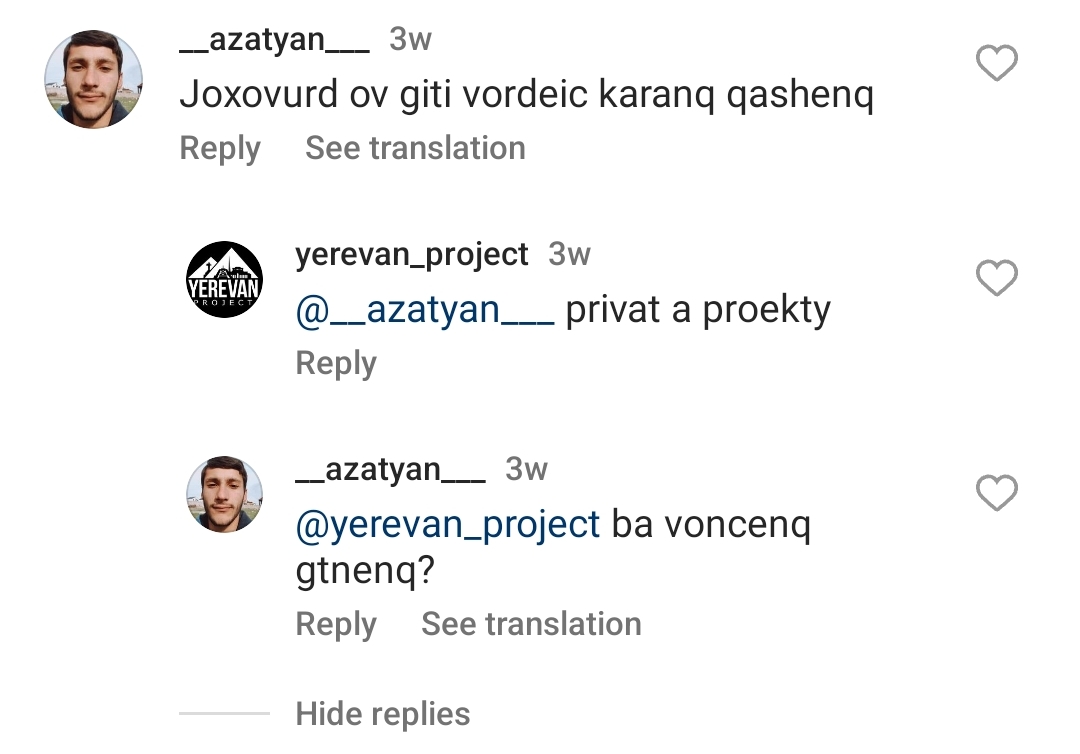 __azatyan___ 3w
Joxovurd ov giti vordeic karanq qashenq
Reply See translation
YEREVAN
PROJECT
yerevan_project 3w
@__azatyan___ privat a proekty
Reply
__azatyan___ 3w
@yerevan_project ba voncenq
gtnenq?
Reply See translation
Hide replies